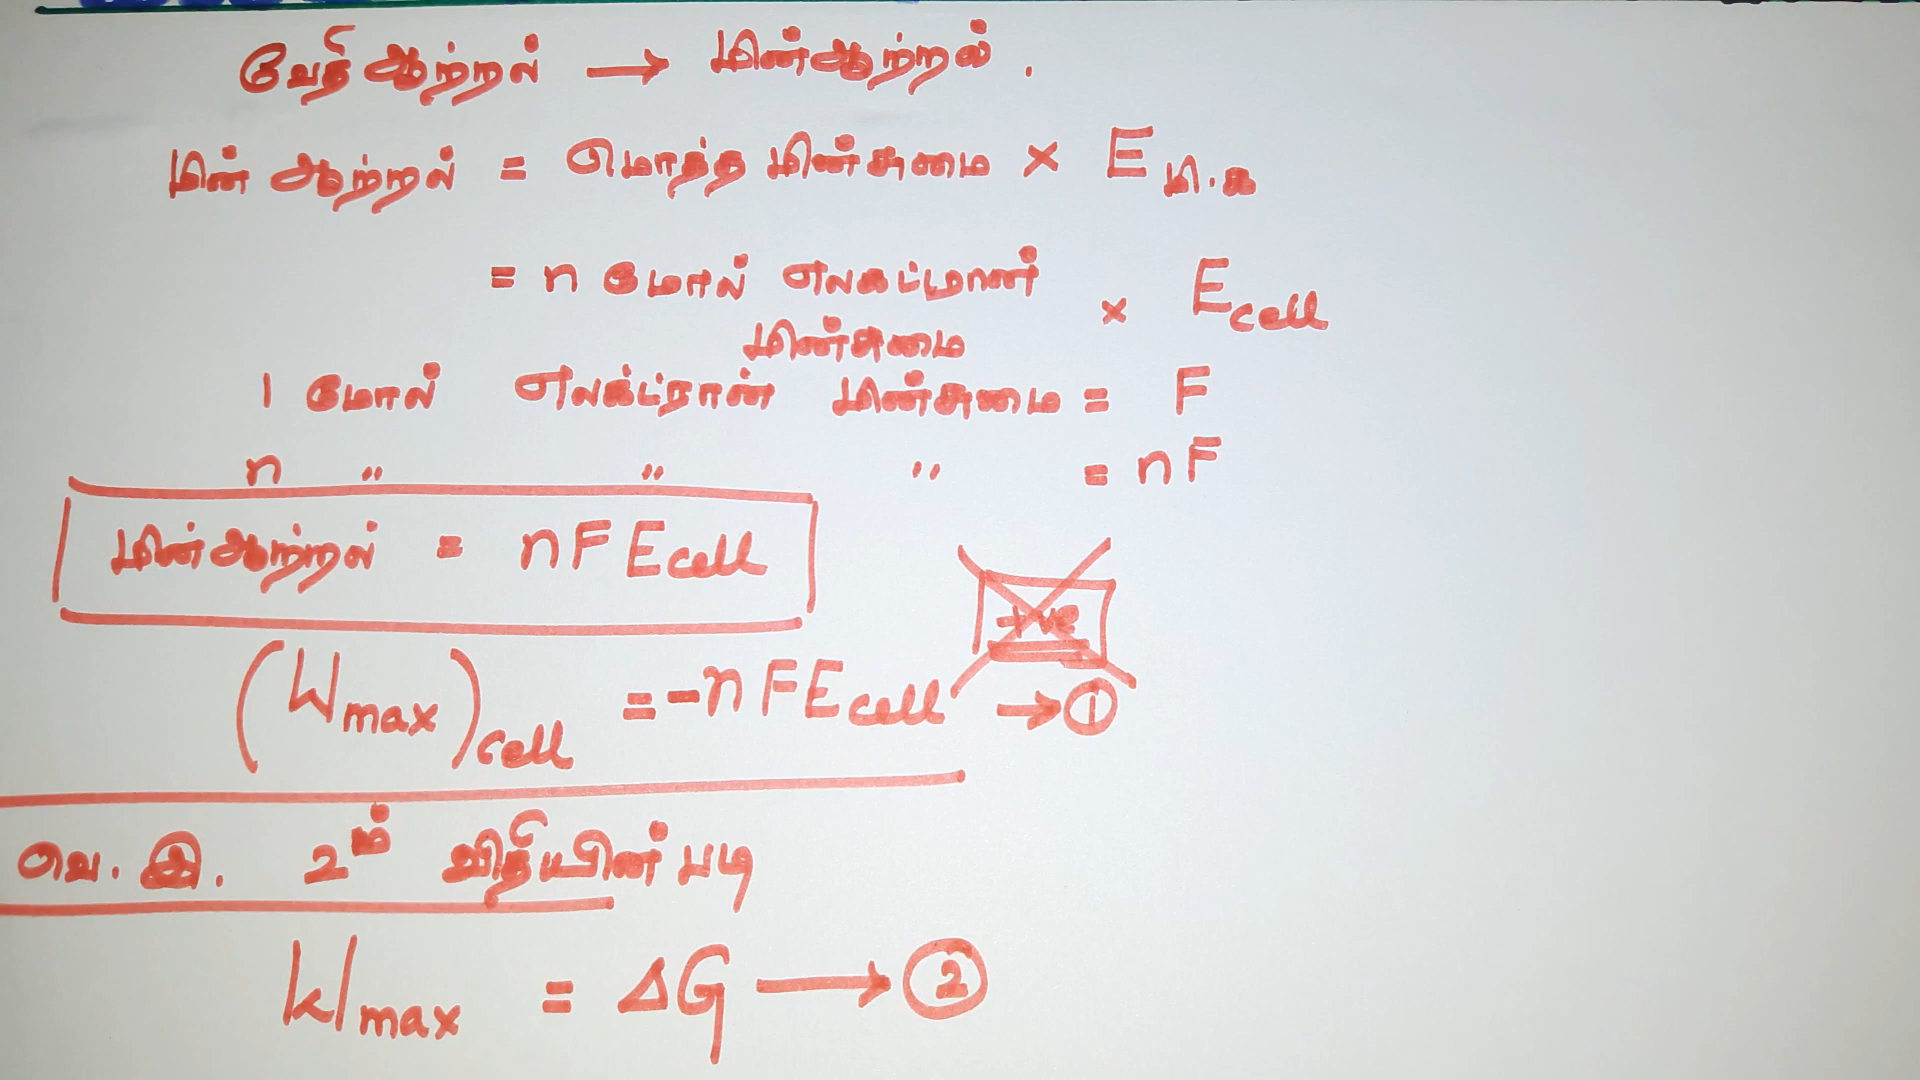 வேதி ஆற்றல் → மின்ஆற்றல்.
மின் ஆற்றல் = மொத்த மின்சுமை × E மி.க
= n மோல் எலக்ட்ரான் × Ecell
மின்சுமை
1 மோல் எலக்ட்ரான் மின்சுமை = F
n " " " = nF
மின்ஆற்றல் = nFEcell
+ve
(Wmax)cell = -nFEcell → ①
வெ.இ. 2ம் விதியின் படி
Wmax = ΔG → ②